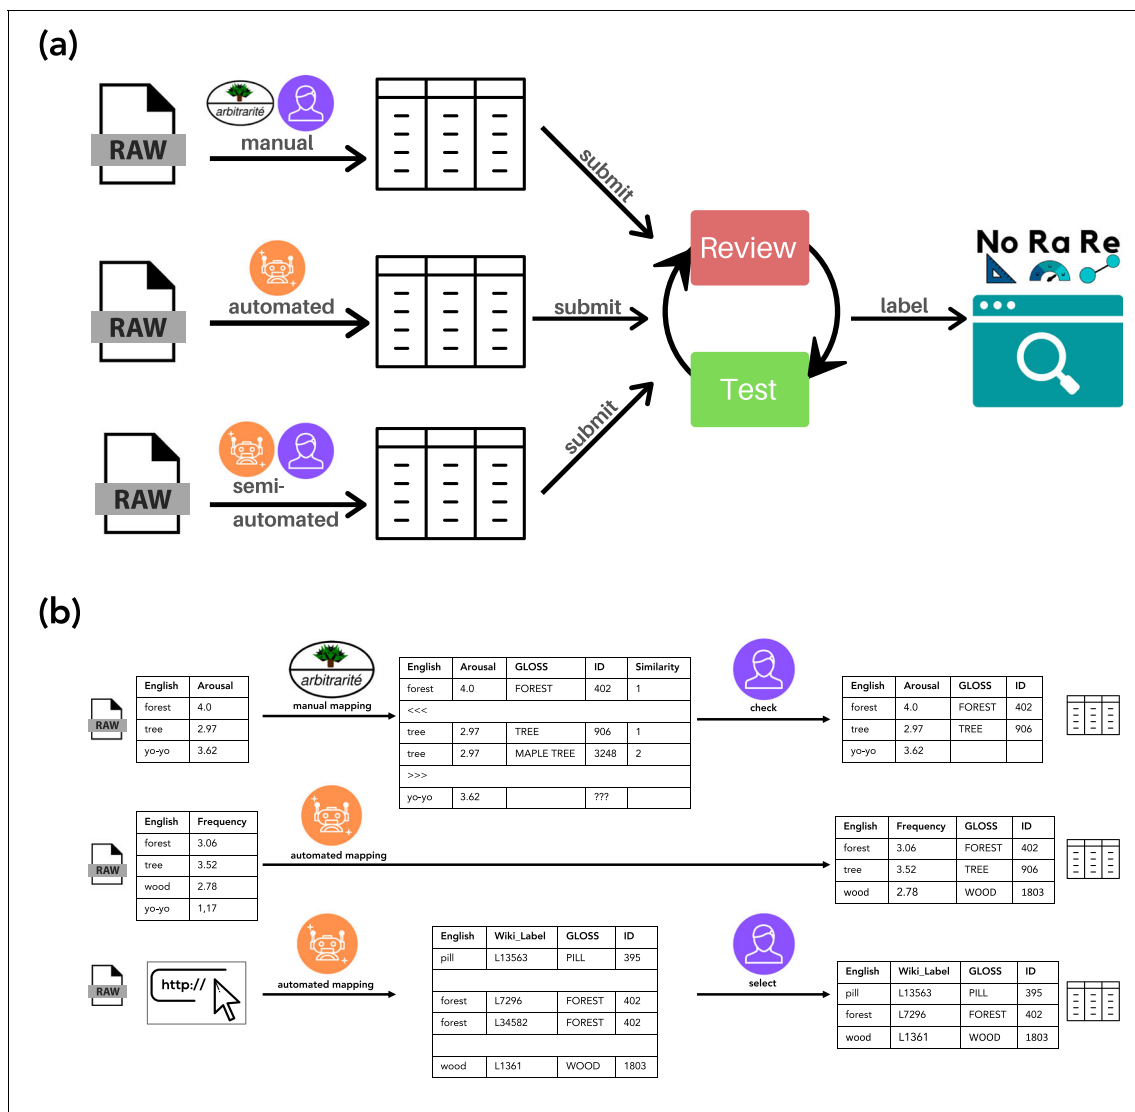 (a)
RAW
arbitrarité
manual
submit
Review
No Ra Re
RAW
automated
submit
label
Test
RAW
semi-
automated
submit
(b)
RAW
English Arousal
forest 4.0
tree 2.97
yo-yo 3.62
arbitrarité
manual mapping
English Arousal GLOSS ID Similarity
forest 4.0 FOREST 402 1
<<<
tree 2.97 TREE 906 1
tree 2.97 MAPLE TREE 3248 2
>>>
yo-yo 3.62 ???
check
English Arousal GLOSS ID
forest 4.0 FOREST 402
tree 2.97 TREE 906
yo-yo 3.62
RAW
English Frequency
forest 3.06
tree 3.52
wood 2.78
yo-yo 1,17
automated mapping
English Frequency GLOSS ID
forest 3.06 FOREST 402
tree 3.52 TREE 906
wood 2.78 WOOD 1803
RAW
http://
automated mapping
English Wiki_Label GLOSS ID
pill L13563 PILL 395
forest L7296 FOREST 402
forest L34582 FOREST 402
wood L1361 WOOD 1803
select
English Wiki_Label GLOSS ID
pill L13563 PILL 395
forest L7296 FOREST 402
wood L1361 WOOD 1803